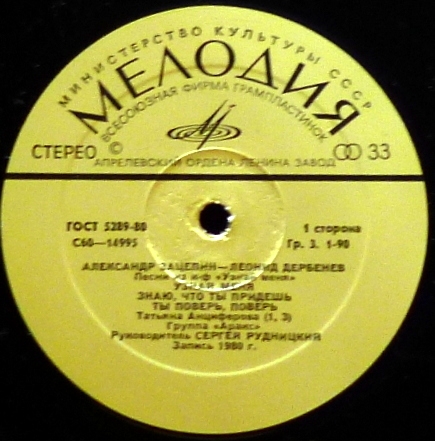 МИНИСТЕРСТВО КУЛЬТУРЫ СССР
МЕЛОДИЯ
ВСЕСОЮЗНАЯ ФИРМА ГРАМПЛАСТИНОК
СТЕРЕО © 33
АПРЕЛЕВСКИЙ ОРДЕНА ЛЕНИНА ЗАВОД
ГОСТ 5289-80 1 сторона
С60—14995 Гр. 3. 1-90
АЛЕКСАНДР ЗАЦЕПИН—ЛЕОНИД ДЕРБЕНЕВ
Песни из к-ф «Узнай меня»
УЗНАЙ МЕНЯ
ЗНАЮ, ЧТО ТЫ ПРИДЕШЬ
ТЫ ПОВЕРЬ, ПОВЕРЬ
Татьяна Анциферова (1, 3)
Группа «Аракс»
Руководитель СЕРГЕЙ РУДНИЦКИЙ
Запись 1980 г.